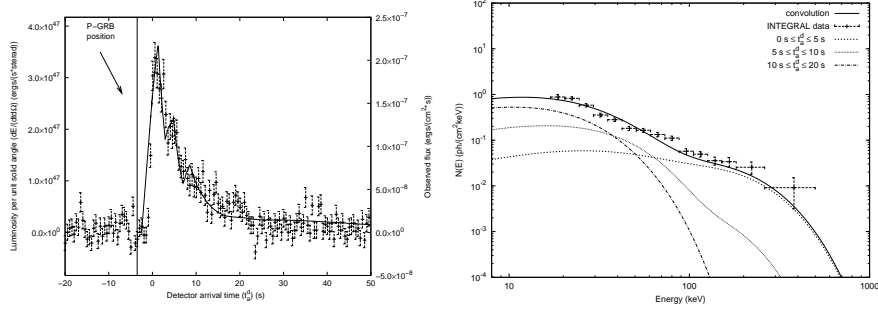 4.0x10^47
3.0x10^47
2.0x10^47
1.0x10^47
0.0x10^0
Luminosity per unit solid angle (dE/(dtdΩ)) (ergs/(s*sterad))
P-GRB
position
2.5x10^-7
2.0x10^-7
1.5x10^-7
1.0x10^-7
5.0x10^-8
0.0x10^0
-5.0x10^-8
Observed flux (ergs/(cm^2*s))
-20 -10 0 10 20 30 40 50
Detector arrival time (t_a^d) (s)
convolution
INTEGRAL data
0 s ≤ t_a^d ≤ 5 s
5 s ≤ t_a^d ≤ 10 s
10 s ≤ t_a^d ≤ 20 s
10^2
10^1
10^0
10^-1
10^-2
10^-3
10^-4
N(E) (ph/(cm^2keV))
10 100 1000
Energy (keV)